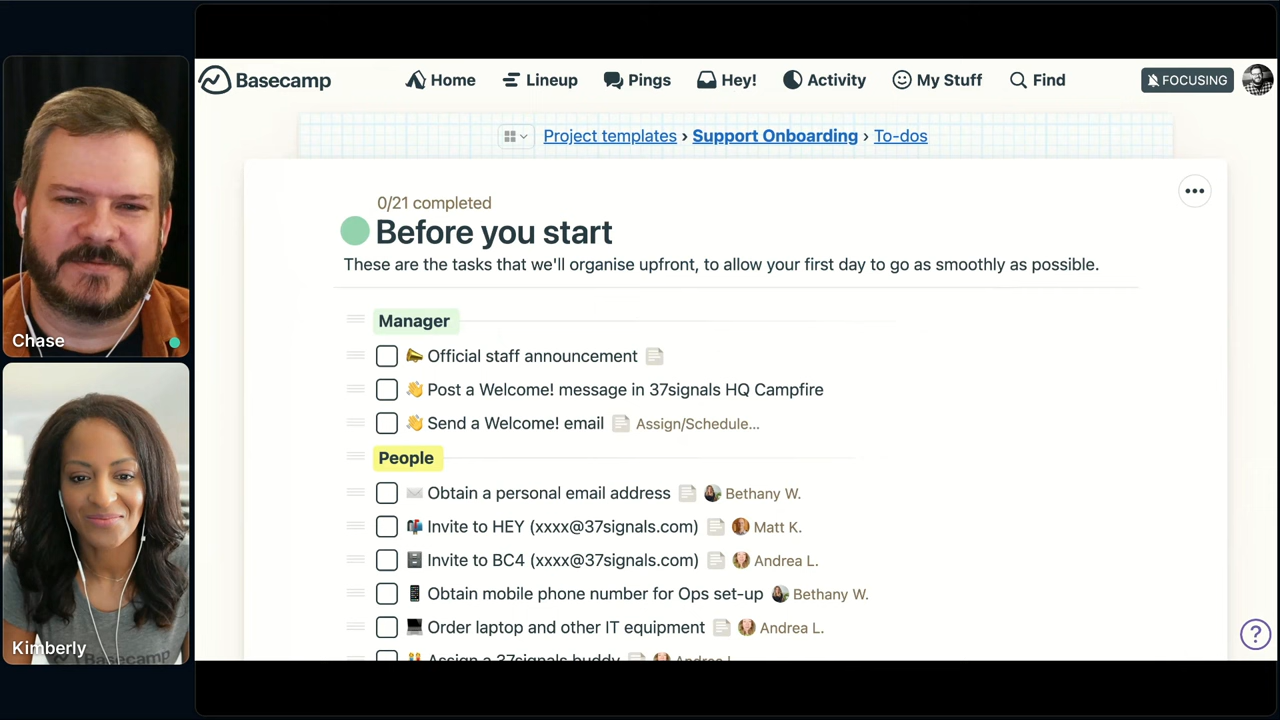 Basecamp
Home
Lineup
Pings
Hey!
Activity
My Stuff
Find
FOCUSING
Project templates › Support Onboarding › To-dos
0/21 completed
Before you start
These are the tasks that we'll organise upfront, to allow your first day to go as smoothly as possible.
Manager
Official staff announcement
Post a Welcome! message in 37signals HQ Campfire
Send a Welcome! email Assign/Schedule...
People
Obtain a personal email address Bethany W.
Invite to HEY (xxxx@37signals.com) Matt K.
Invite to BC4 (xxxx@37signals.com) Andrea L.
Obtain mobile phone number for Ops set-up Bethany W.
Order laptop and other IT equipment Andrea L.
Assign a 37signals buddy Andrea L.
?
Chase
Kimberly
Basecamp